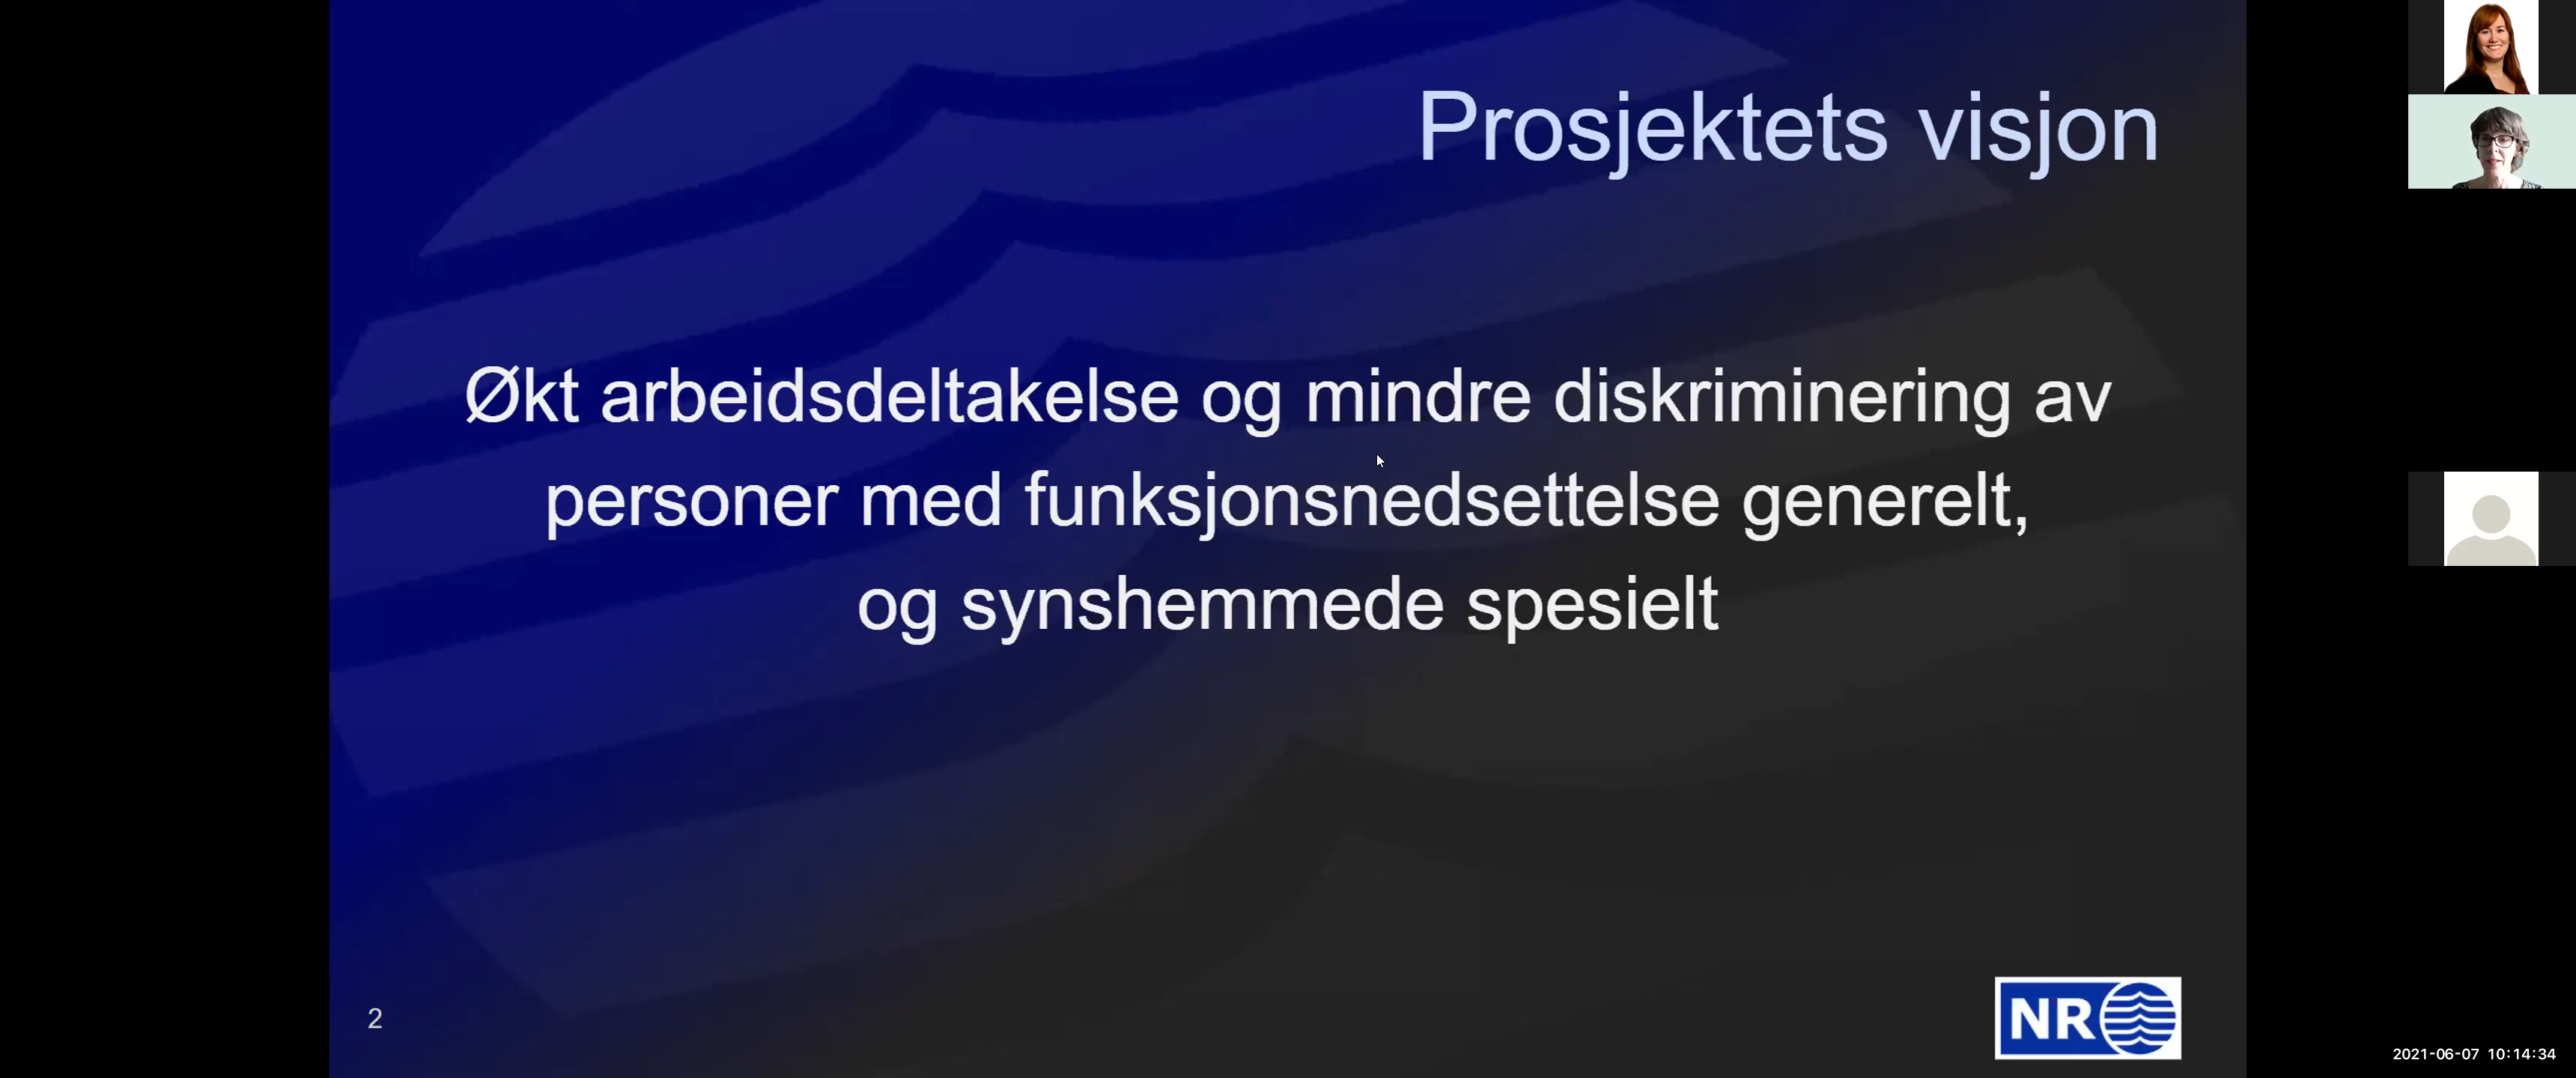 Prosjektets visjon
Økt arbeidsdeltakelse og mindre diskriminering av
personer med funksjonsnedsettelse generelt,
og synshemmede spesielt
2
NR
2021-06-07 10:14:34